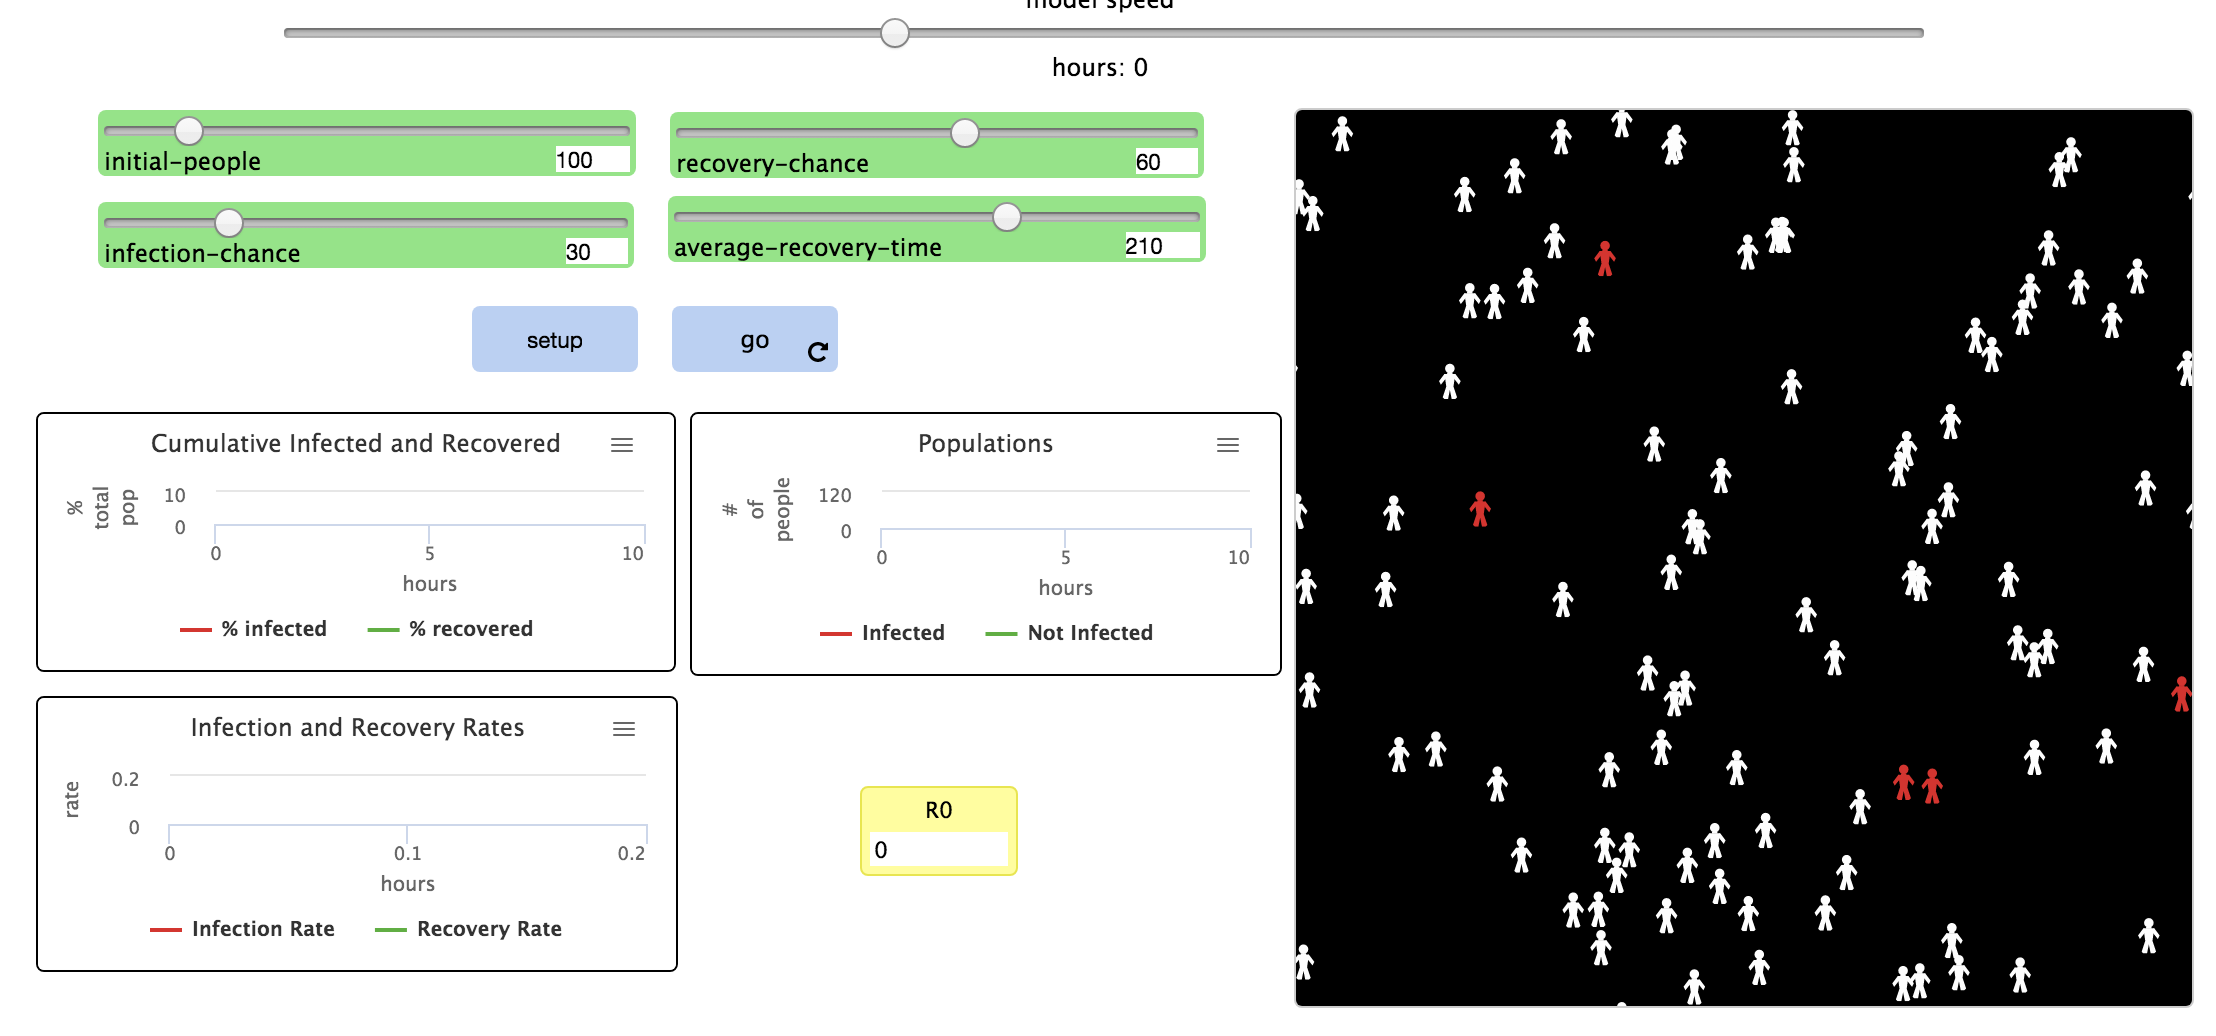 model speed
hours: 0
initial-people 100
recovery-chance 60
infection-chance 30
average-recovery-time 210
setup
go
Cumulative Infected and Recovered
% total pop
10
0
0 5 10
hours
% infected % recovered
Populations
# of people
120
0
0 5 10
hours
Infected Not Infected
Infection and Recovery Rates
rate
0.2
0
0 0.1 0.2
hours
Infection Rate Recovery Rate
R0
0